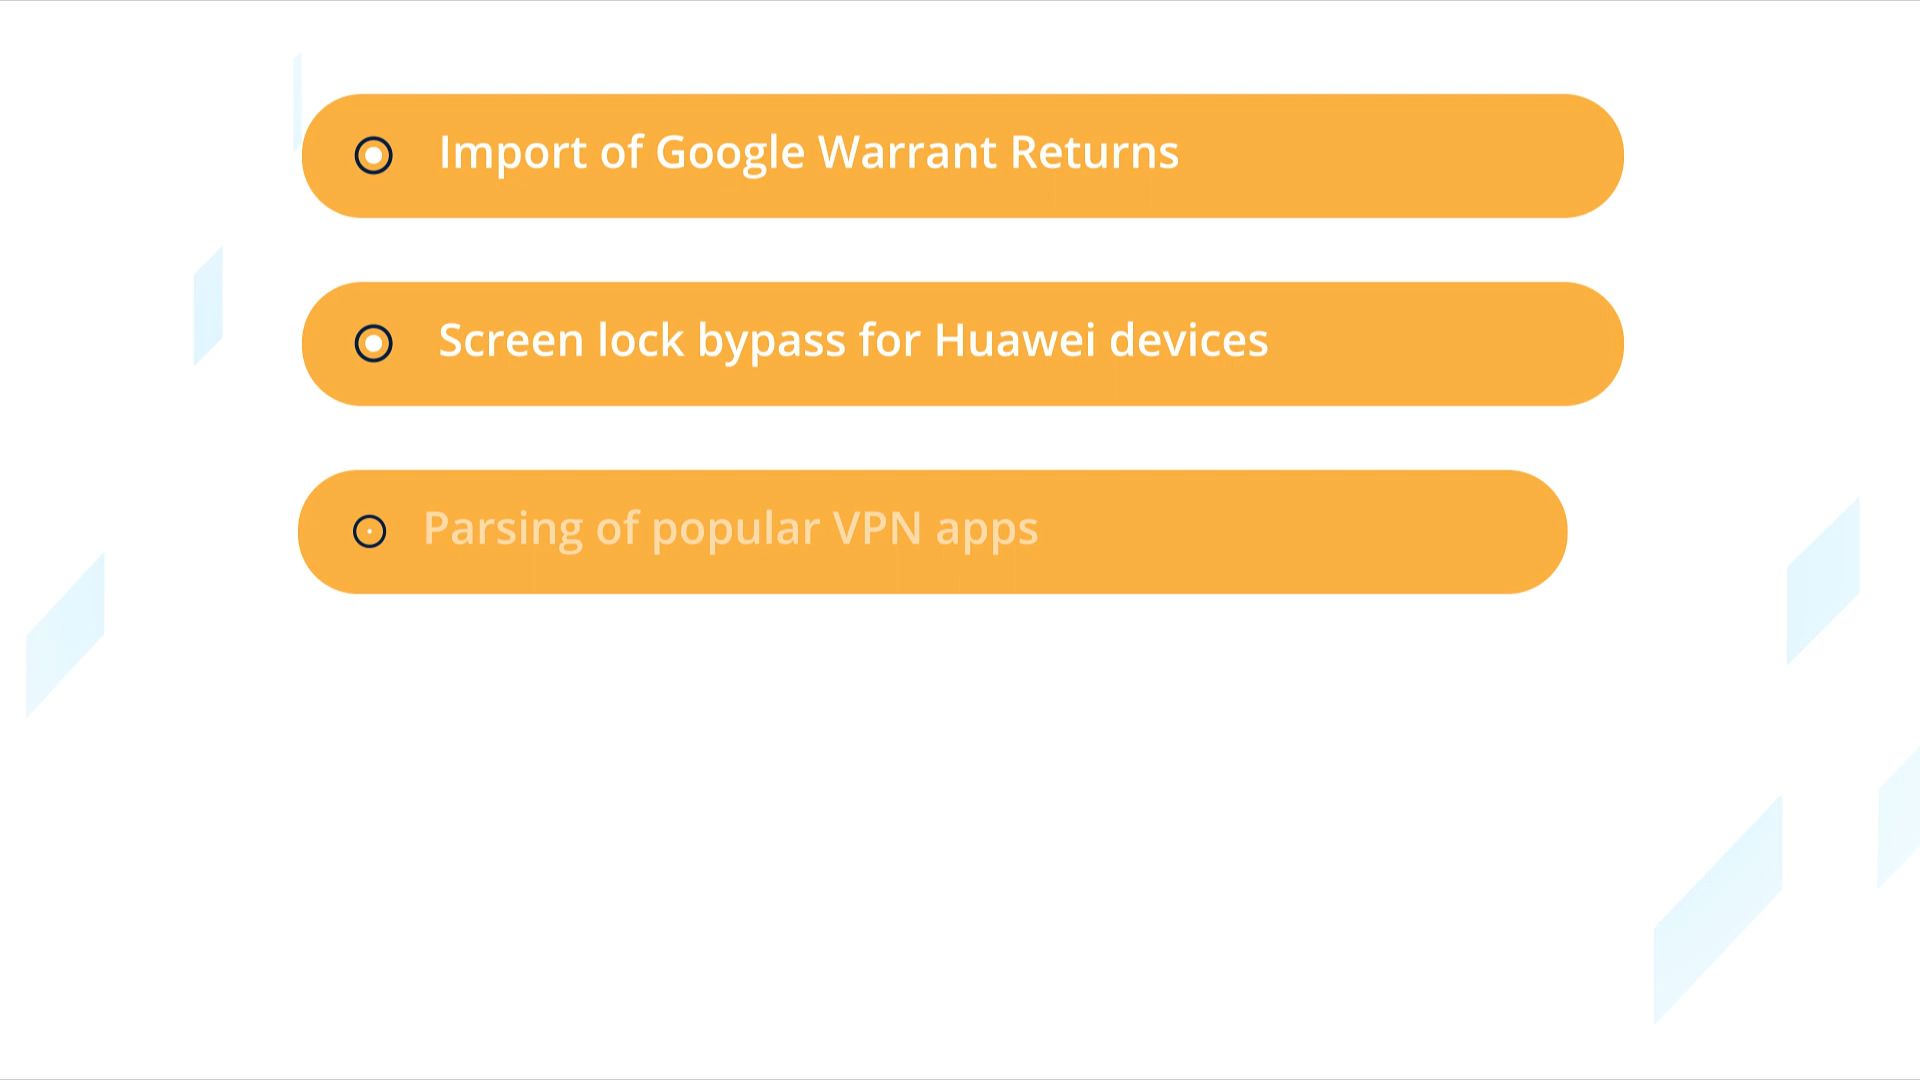 Import of Google Warrant Returns
Screen lock bypass for Huawei devices
Parsing of popular VPN apps